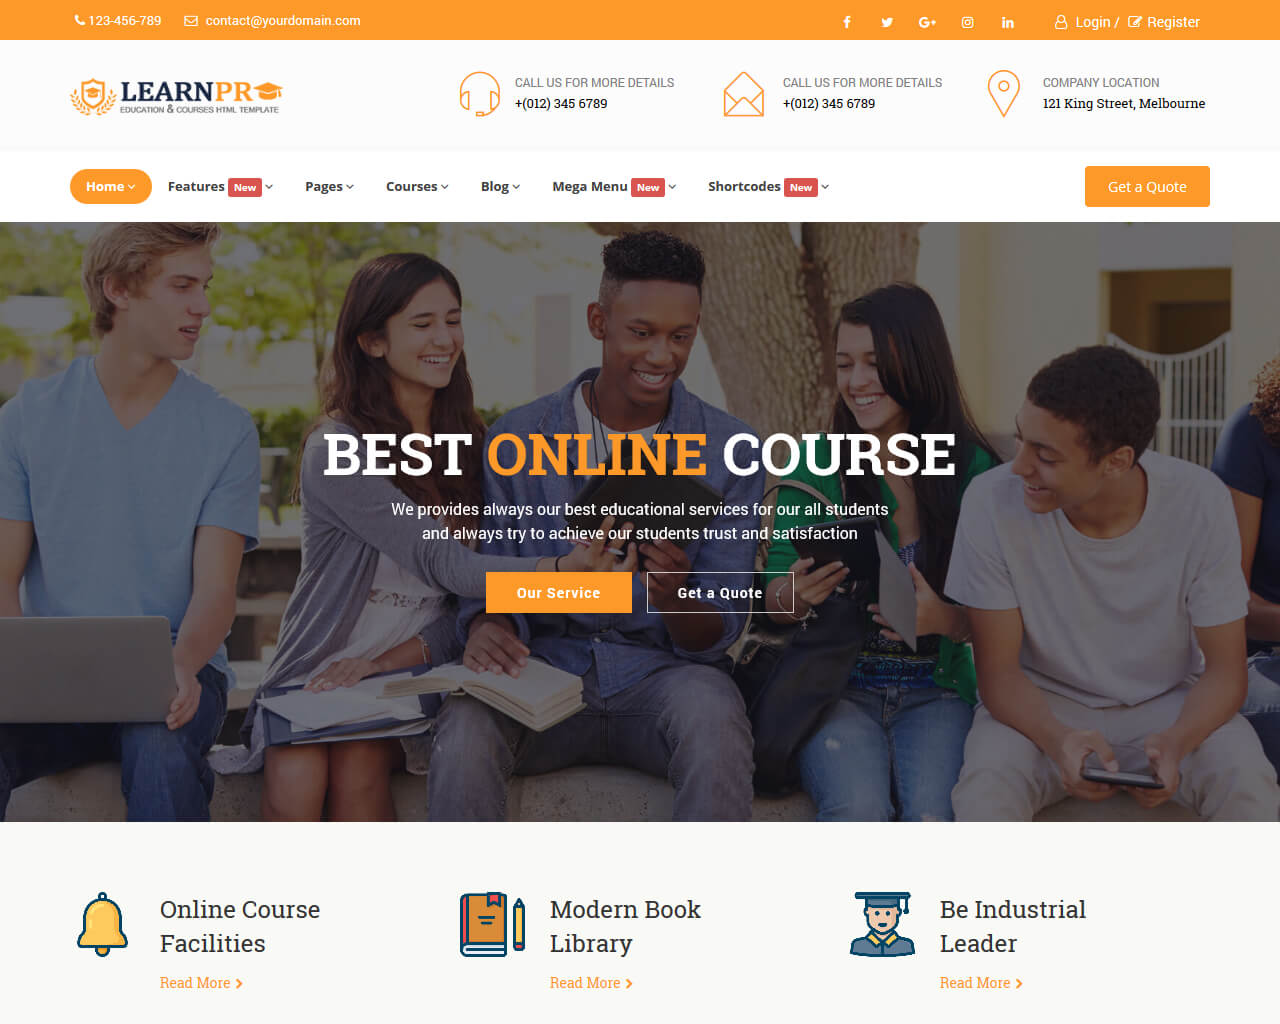 123-456-789 contact@yourdomain.com Login / Register
LEARNPRO
EDUCATION & COURSES HTML TEMPLATE
CALL US FOR MORE DETAILS
+(012) 345 6789
CALL US FOR MORE DETAILS
+(012) 345 6789
COMPANY LOCATION
121 King Street, Melbourne
Home Features New Pages Courses Blog Mega Menu New Shortcodes New Get a Quote
BEST ONLINE COURSE
We provides always our best educational services for our all students
and always try to achieve our students trust and satisfaction
Our Service Get a Quote
Online Course
Facilities
Read More
Modern Book
Library
Read More
Be Industrial
Leader
Read More